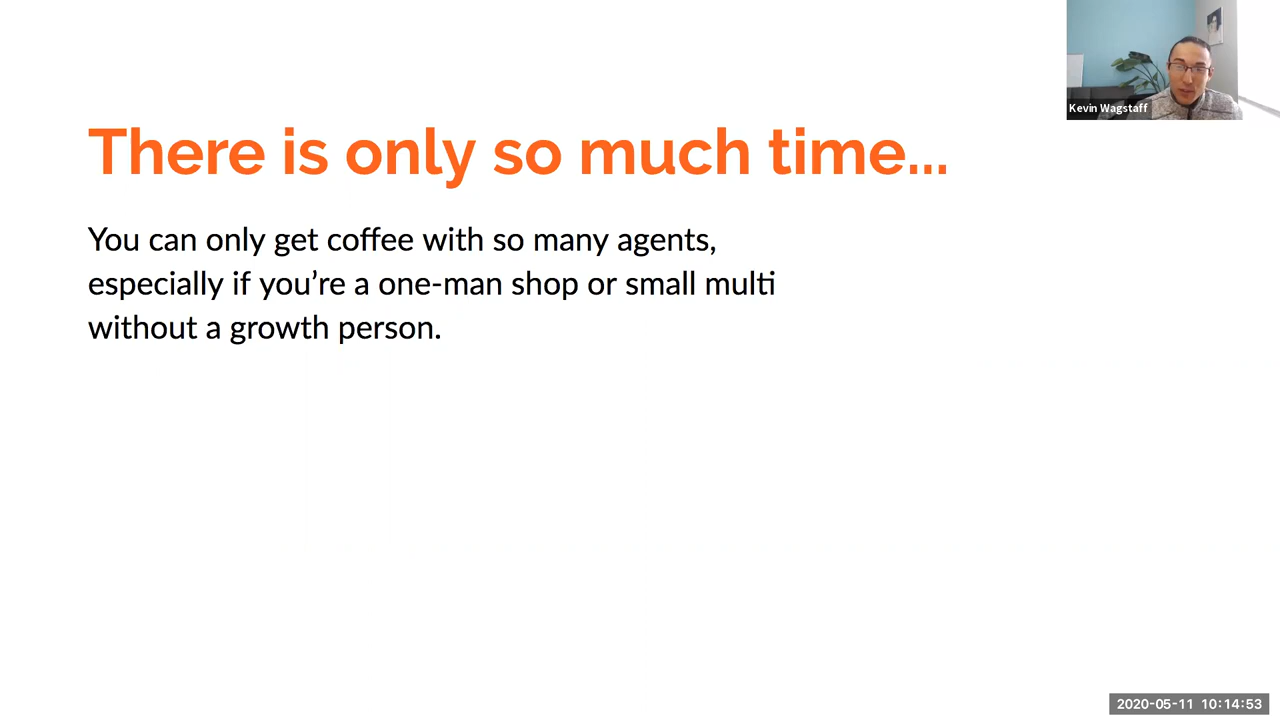 There is only so much time...
You can only get coffee with so many agents,
especially if you’re a one-man shop or small multi
without a growth person.
Kevin Wagstaff
2020-05-11 10:14:53